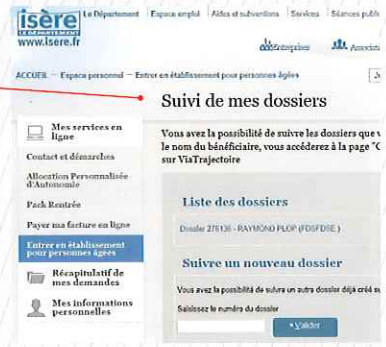 isère
LE DÉPARTEMENT
www.isere.fr
Le Département
Espace emploi
Aides et subventions
Services
Séances publi
Entreprises
Associati
ACCUEIL – Espace personnel – Entrer en établissement pour personnes âgées
Suivi de mes dossiers
Mes services en
ligne
Contact et démarches
Allocation Personnalisée
d'Autonomie
Pack Rentrée
Payer ma facture en ligne
Entrer en établissement
pour personnes âgées
Récapitulatif de
mes demandes
Mes informations
personnelles
Vous avez la possibilité de suivre les dossiers que v
le nom du bénéficiaire, vous accéderez à la page "C
sur ViaTrajectoire
Liste des dossiers
Dossier 276136 - RAYMOND PLOP (FDSFDSE )
Suivre un nouveau dossier
Vous avez la possibilité de suivre un autre dossier déjà créé su
Saisissez le numéro du dossier
Valider